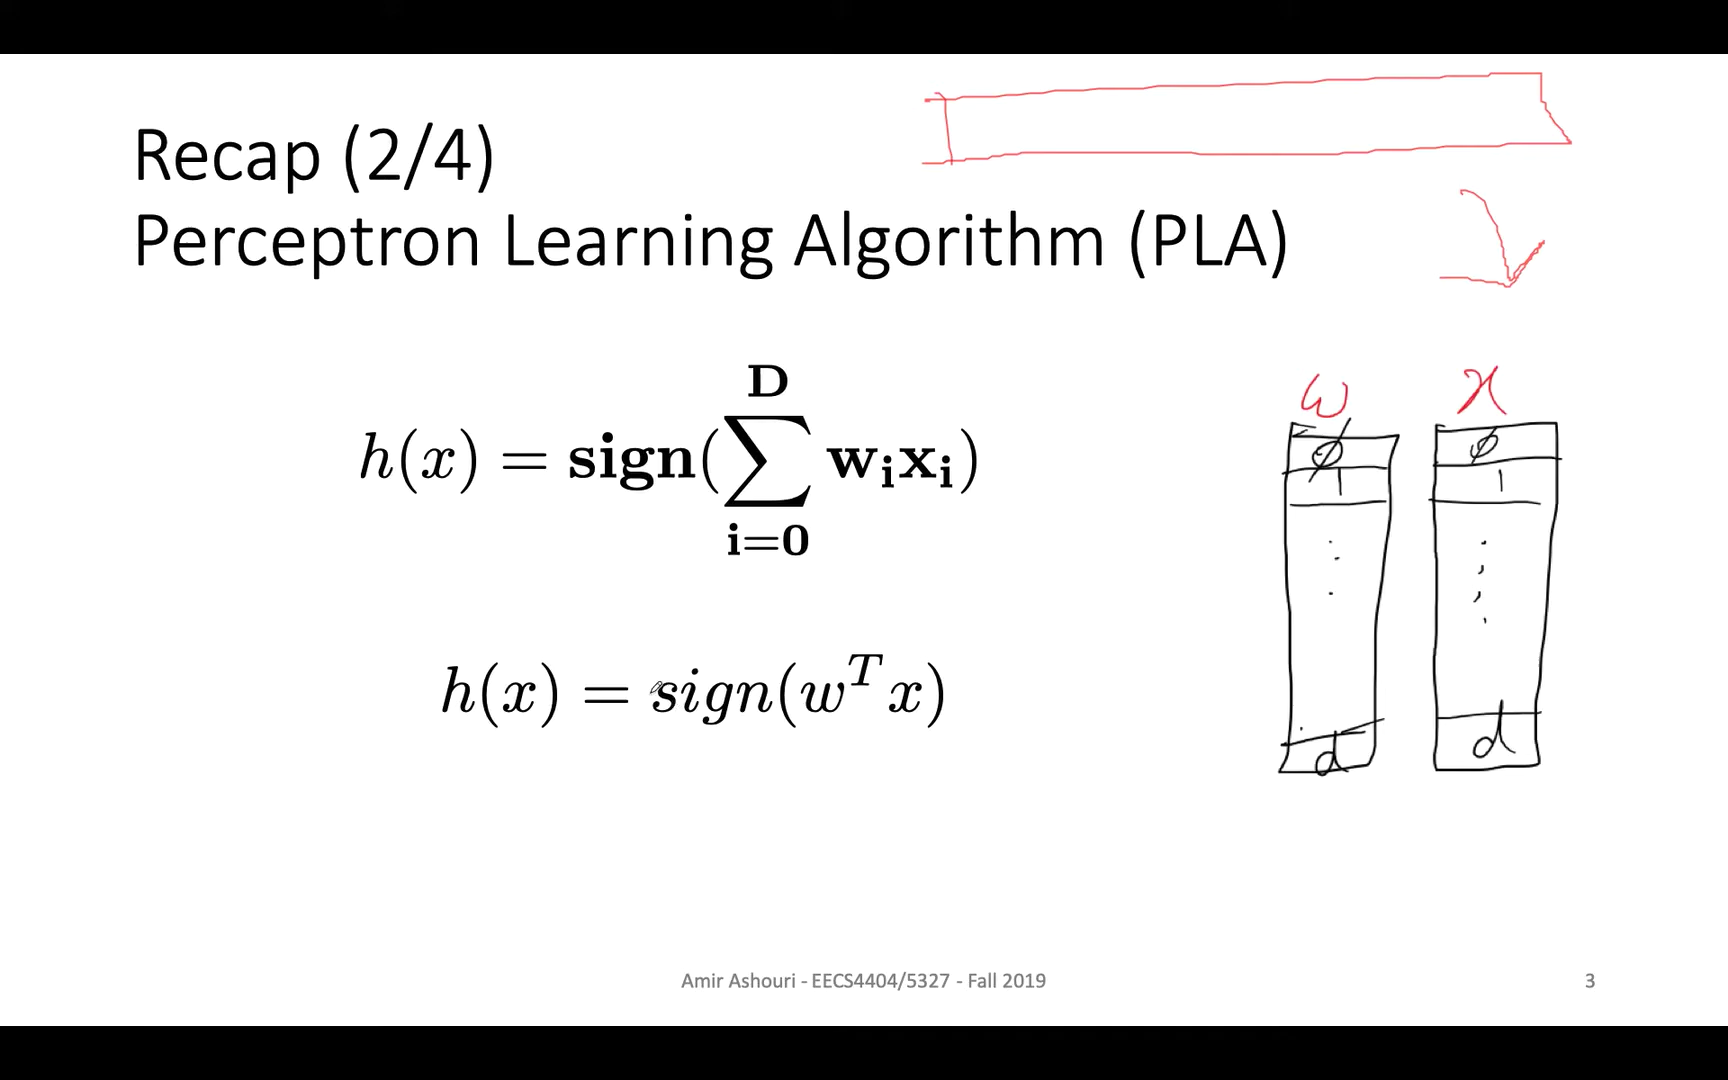 Recap (2/4)
Perceptron Learning Algorithm (PLA)
h(x) = sign(∑_{i=0}^{D} w_i x_i)
h(x) = sign(w^T x)
w x
0 0
1 1
d d
Amir Ashouri - EECS4404/5327 - Fall 2019 3